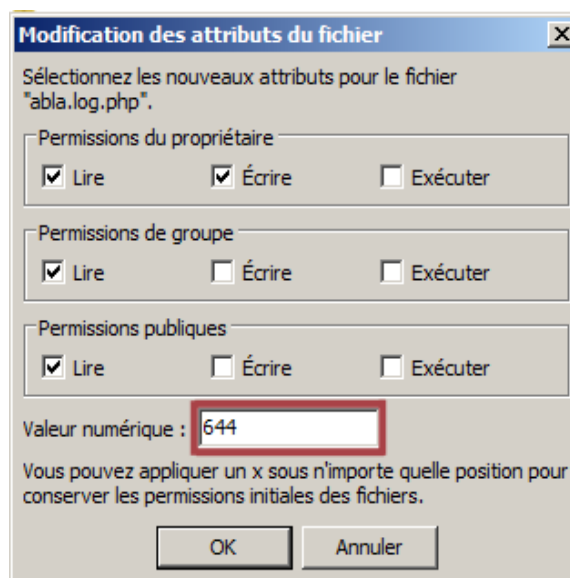 Modification des attributs du fichier
Sélectionnez les nouveaux attributs pour le fichier
"abla.log.php".
Permissions du propriétaire
Lire Écrire Exécuter
Permissions de groupe
Lire Écrire Exécuter
Permissions publiques
Lire Écrire Exécuter
Valeur numérique : 644
Vous pouvez appliquer un x sous n'importe quelle position pour
conserver les permissions initiales des fichiers.
OK Annuler